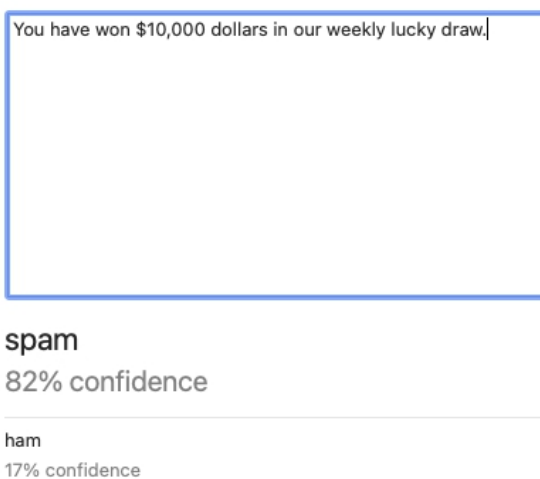 You have won $10,000 dollars in our weekly lucky draw.
spam
82% confidence
ham
17% confidence